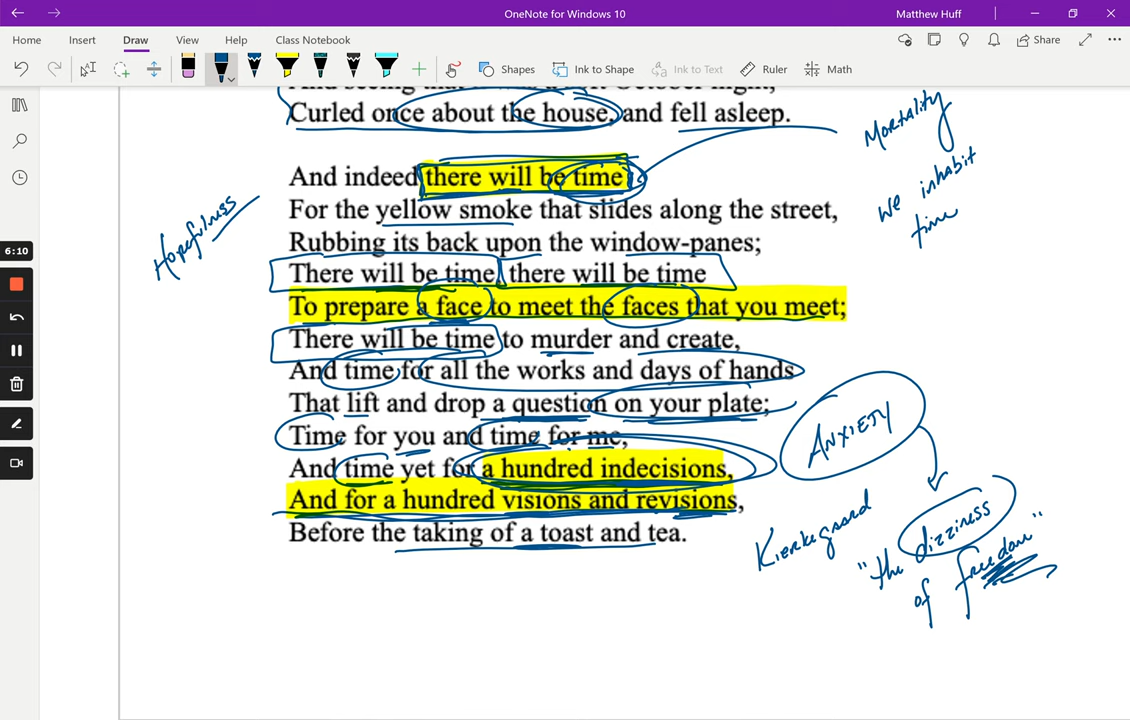 OneNote for Windows 10
Matthew Huff
Home Insert Draw View Help Class Notebook
Share
Shapes Ink to Shape Ink to Text Ruler Math
Curled once about the house, and fell asleep.
And indeed there will be time
For the yellow smoke that slides along the street,
Rubbing its back upon the window-panes;
There will be time, there will be time
To prepare a face to meet the faces that you meet;
There will be time to murder and create,
And time for all the works and days of hands
That lift and drop a question on your plate;
Time for you and time for me,
And time yet for a hundred indecisions,
And for a hundred visions and revisions,
Before the taking of a toast and tea.
Mortality
we inhabit
time
Hopefulness
6:10
ANXIETY
Kierkegaard
"the dizziness
of freedom"